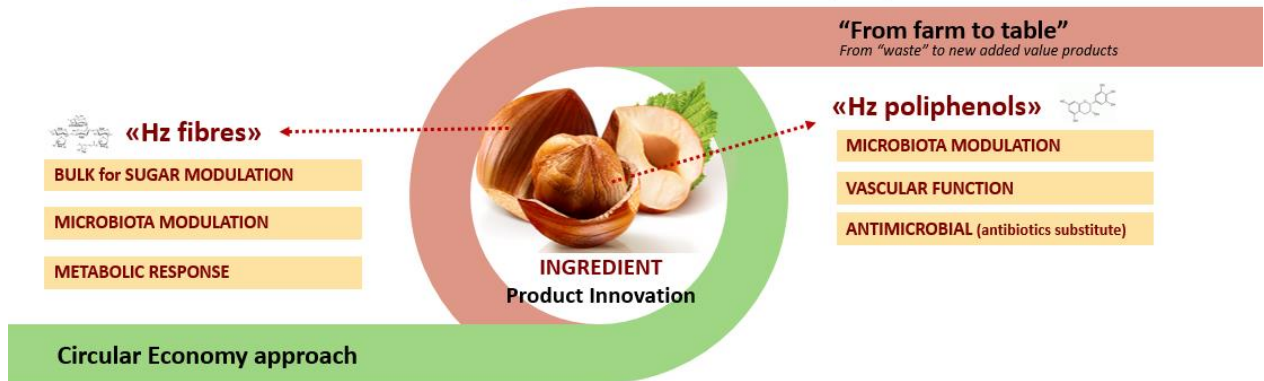 “From farm to table”
From “waste” to new added value products
«Hz fibres»
BULK for SUGAR MODULATION
MICROBIOTA MODULATION
METABOLIC RESPONSE
INGREDIENT
Product Innovation
«Hz poliphenols»
MICROBIOTA MODULATION
VASCULAR FUNCTION
ANTIMICROBIAL (antibiotics substitute)
Circular Economy approach